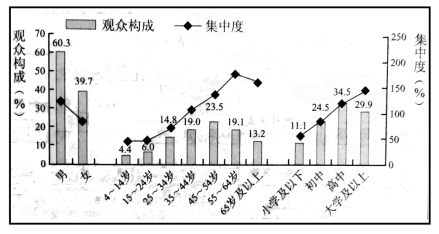 观众构成 集中度
观众构成（%）
集中度（%）
70
60
50
40
30
20
10
0
250
200
150
100
50
0
60.3
39.7
4.4
6.0
14.8
19.0
23.5
19.1
13.2
11.1
24.5
34.5
29.9
男
女
4~14岁
15~24岁
25~34岁
35~44岁
45~54岁
55~64岁
65岁及以上
小学及以下
初中
高中
大学及以上